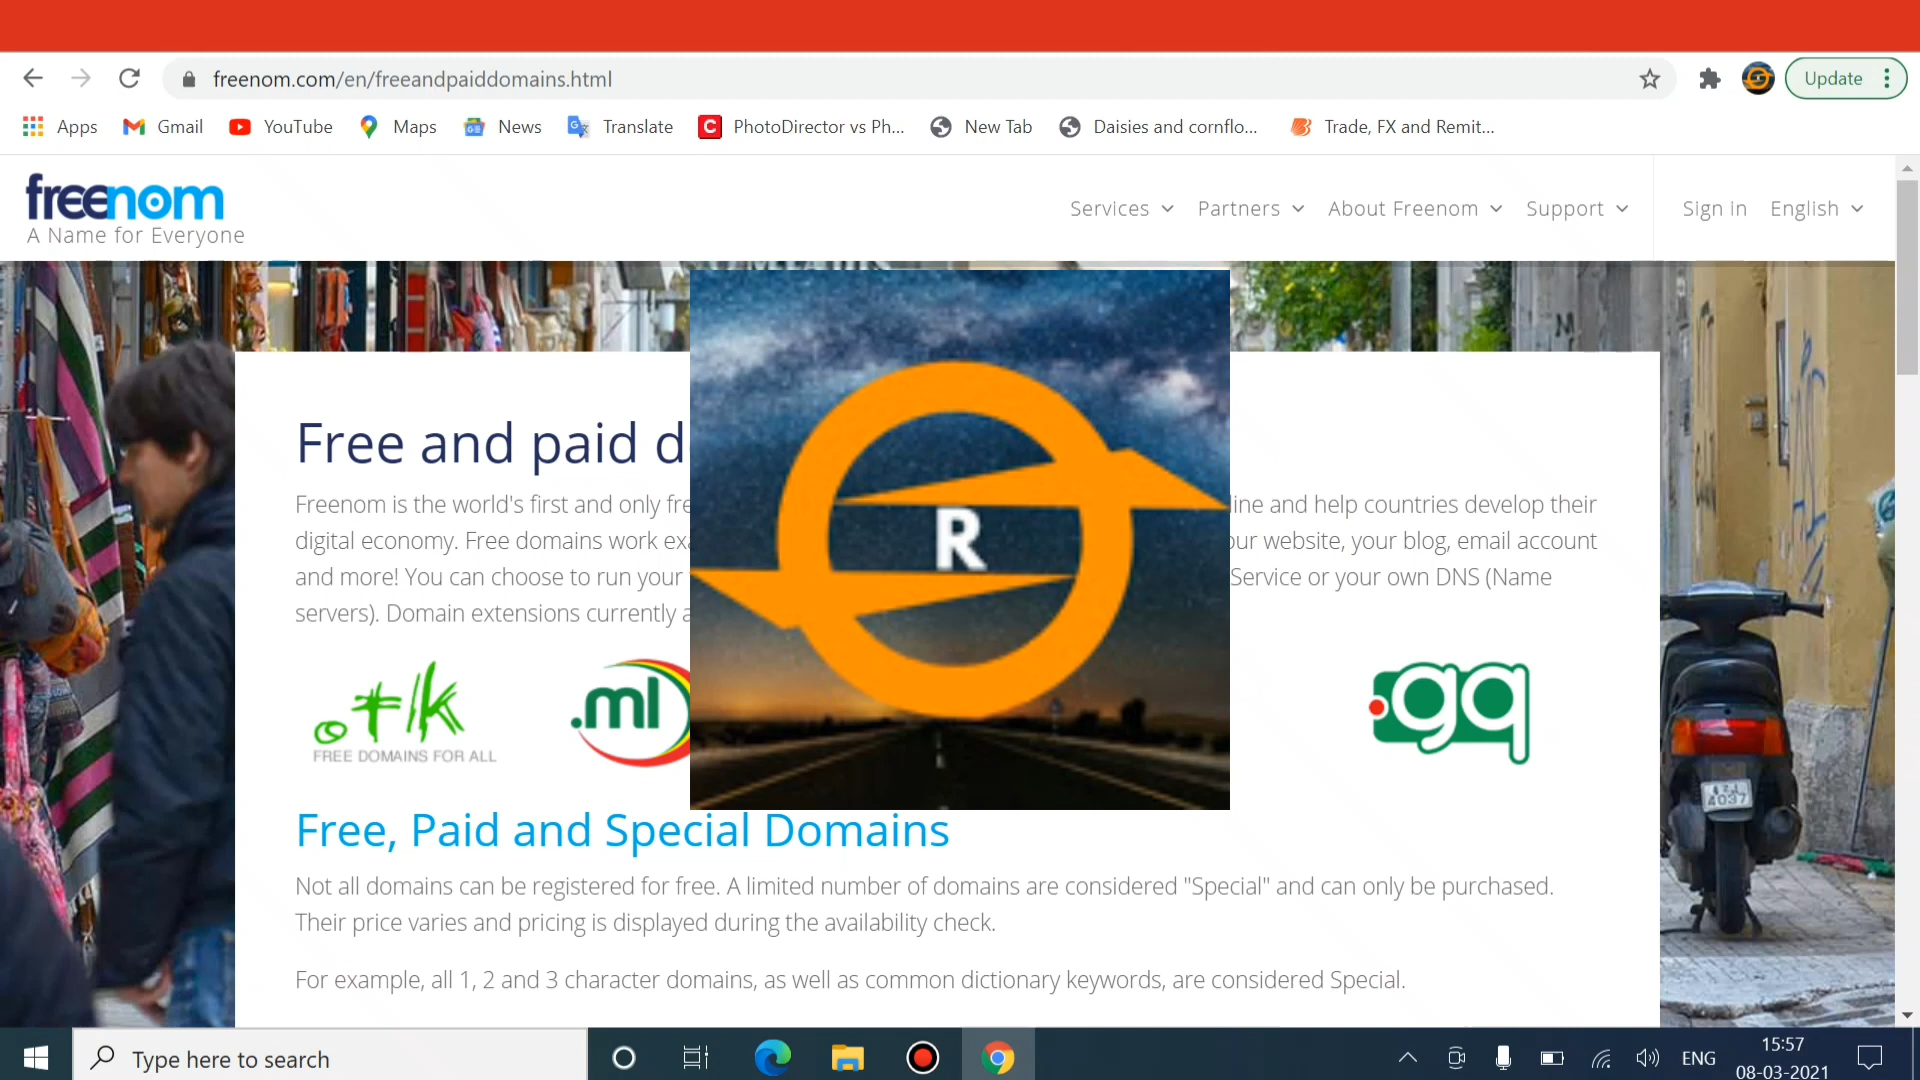 freenom.com/en/freeandpaiddomains.html
Update
Apps Gmail YouTube Maps News Translate PhotoDirector vs Ph... New Tab Daisies and cornflo... Trade, FX and Remit...
freenom
A Name for Everyone
Services Partners About Freenom Support Sign in English
Free and paid d
Freenom is the world's first and only fre
line and help countries develop their
digital economy. Free domains work exa
our website, your blog, email account
and more! You can choose to run your
Service or your own DNS (Name
servers). Domain extensions currently a
R
.tk
FREE DOMAINS FOR ALL
.ml
.gq
4037
Free, Paid and Special Domains
Not all domains can be registered for free. A limited number of domains are considered "Special" and can only be purchased.
Their price varies and pricing is displayed during the availability check.
For example, all 1, 2 and 3 character domains, as well as common dictionary keywords, are considered Special.
Type here to search
ENG
15:57
08-03-2021